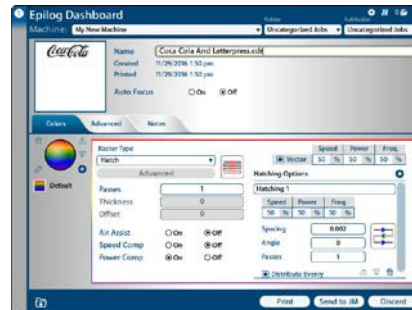 1 Epilog Dashboard
Machine: My New Machine
Folder
Uncategorized Jobs
Subfolder
Uncategorized Jobs
Coca-Cola
Name Coca Cola And Letterpress.cdr
Created 11/29/2016 1:50 pm
Printed 11/29/2016 1:50 pm
Auto Focus On Off
Colors Advanced Notes
Default
Raster Type
Hatch
Advanced
Passes 1
Thickness 0
Offset 0
Air Assist On Off
Speed Comp On Off
Power Comp On Off
Speed Power Freq.
Vector 50 % 50 % 50 %
Hatching Options
Hatching 1
Speed Power Freq.
50 % 50 % 50 %
Spacing 0.002
Angle 0
Passes 1
Distribute Evenly
Print Send to JM Discard